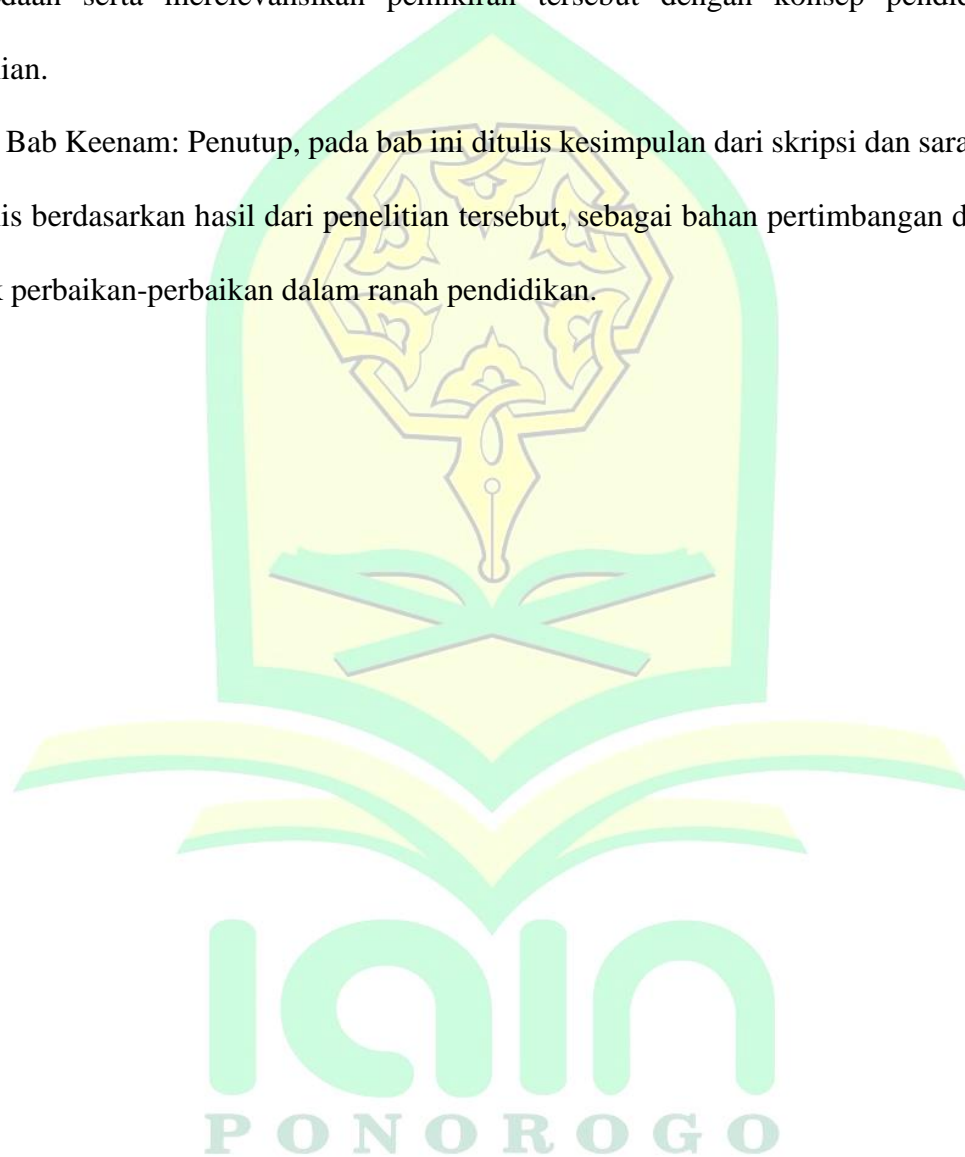 daan serta merelevansikan pemikiran tersebut dengan konsep
ian.
Bab Keenam: Penutup, pada bab ini ditulis kesimpulan dari skripsi dan sara
is berdasarkan hasil dari penelitian tersebut, sebagai bahan pertimbangan d
perbaikan-perbaikan dalam ranah pendidikan.
iain
PONOROGO